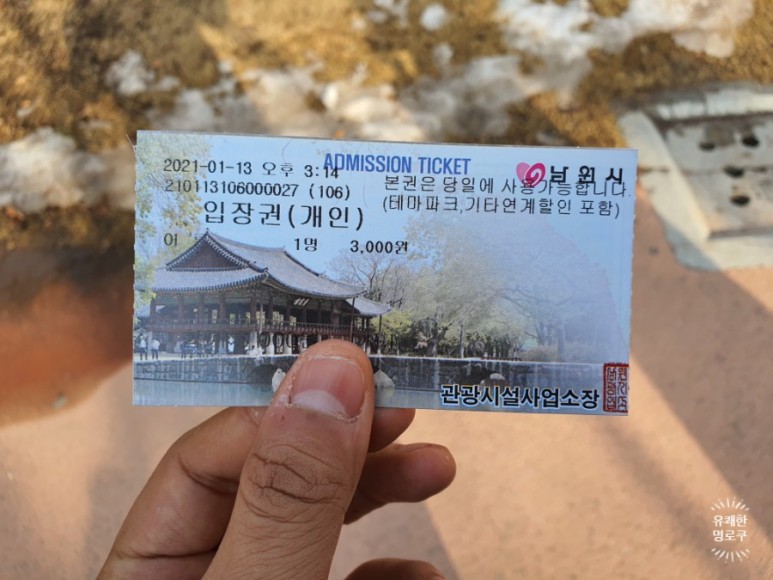 ADMISSION TICKET
남원시
2021-01-13 오후 3:14
210113106000027 (106)
본권은 당일에 사용가능합니다.
(테마파크,기타연계할인 포함)
입장권(개인)
1명 3,000원
관광시설사업소장
유쾌한
명로구